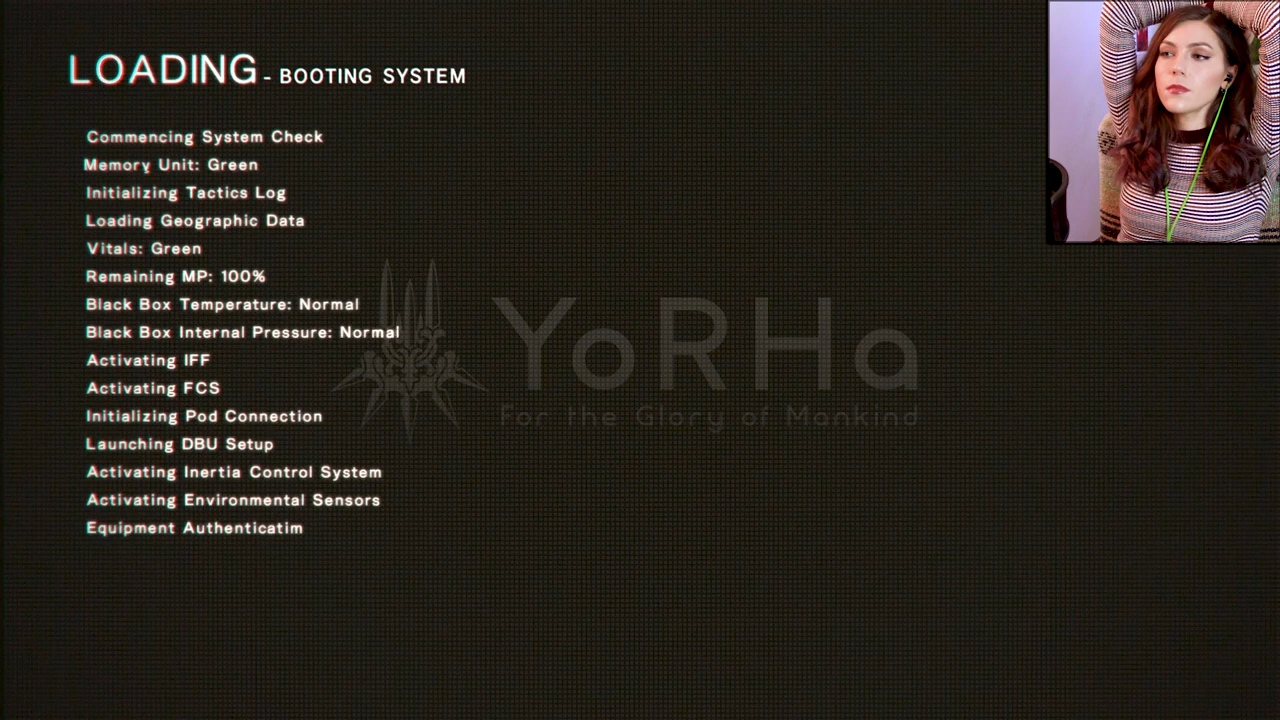 LOADING - BOOTING SYSTEM
Commencing System Check
Memory Unit: Green
Initializing Tactics Log
Loading Geographic Data
Vitals: Green
Remaining MP: 100%
Black Box Temperature: Normal
Black Box Internal Pressure: Normal
Activating IFF
Activating FCS
Initializing Pod Connection
Launching DBU Setup
Activating Inertia Control System
Activating Environmental Sensors
Equipment Authenticatim
YoRHa
For the Glory of Mankind